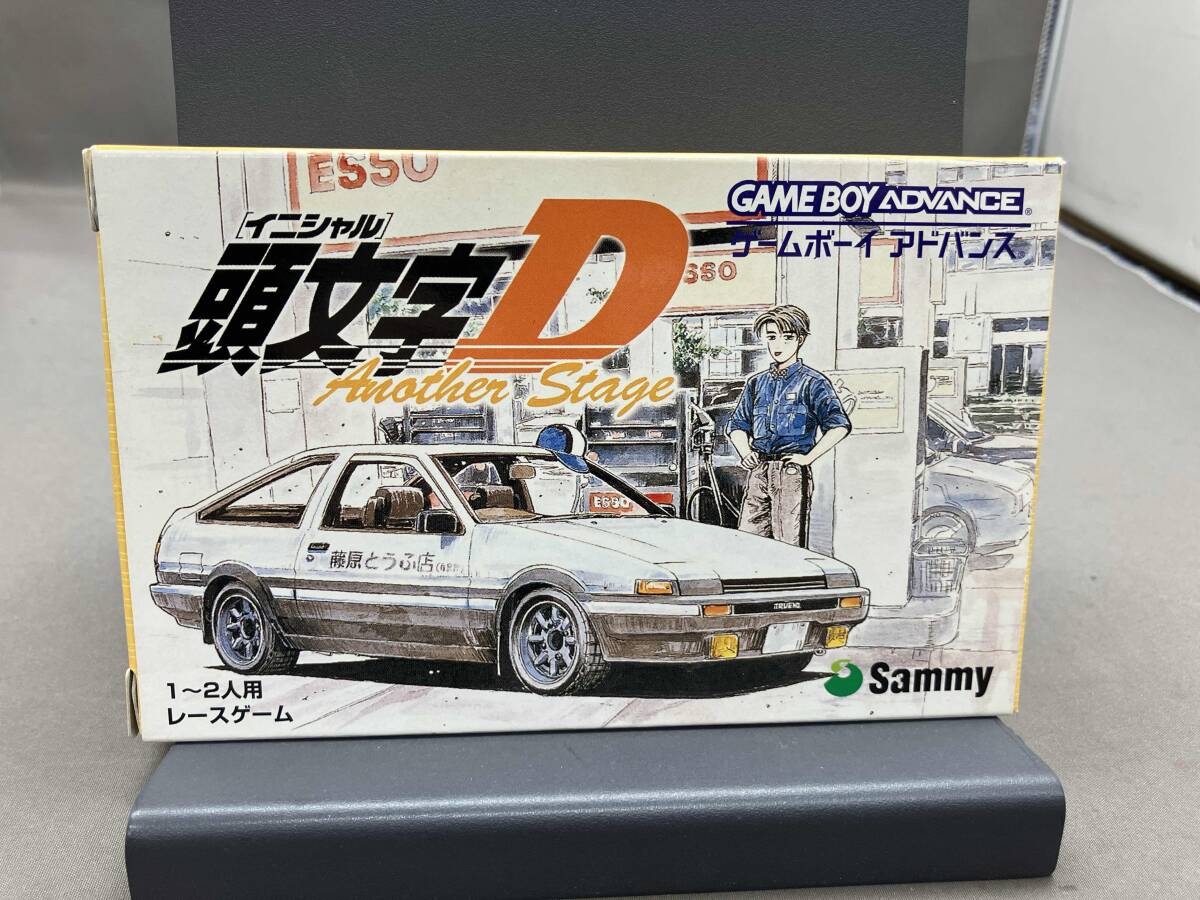 ESSO
GAME BOY ADVANCE
ゲームボーイ アドバンス
[イニシャル]
頭文字D
ESSO
Another Stage
ESSO
藤原とうふ店
TRUENO
Sammy
1〜2人用
レースゲーム